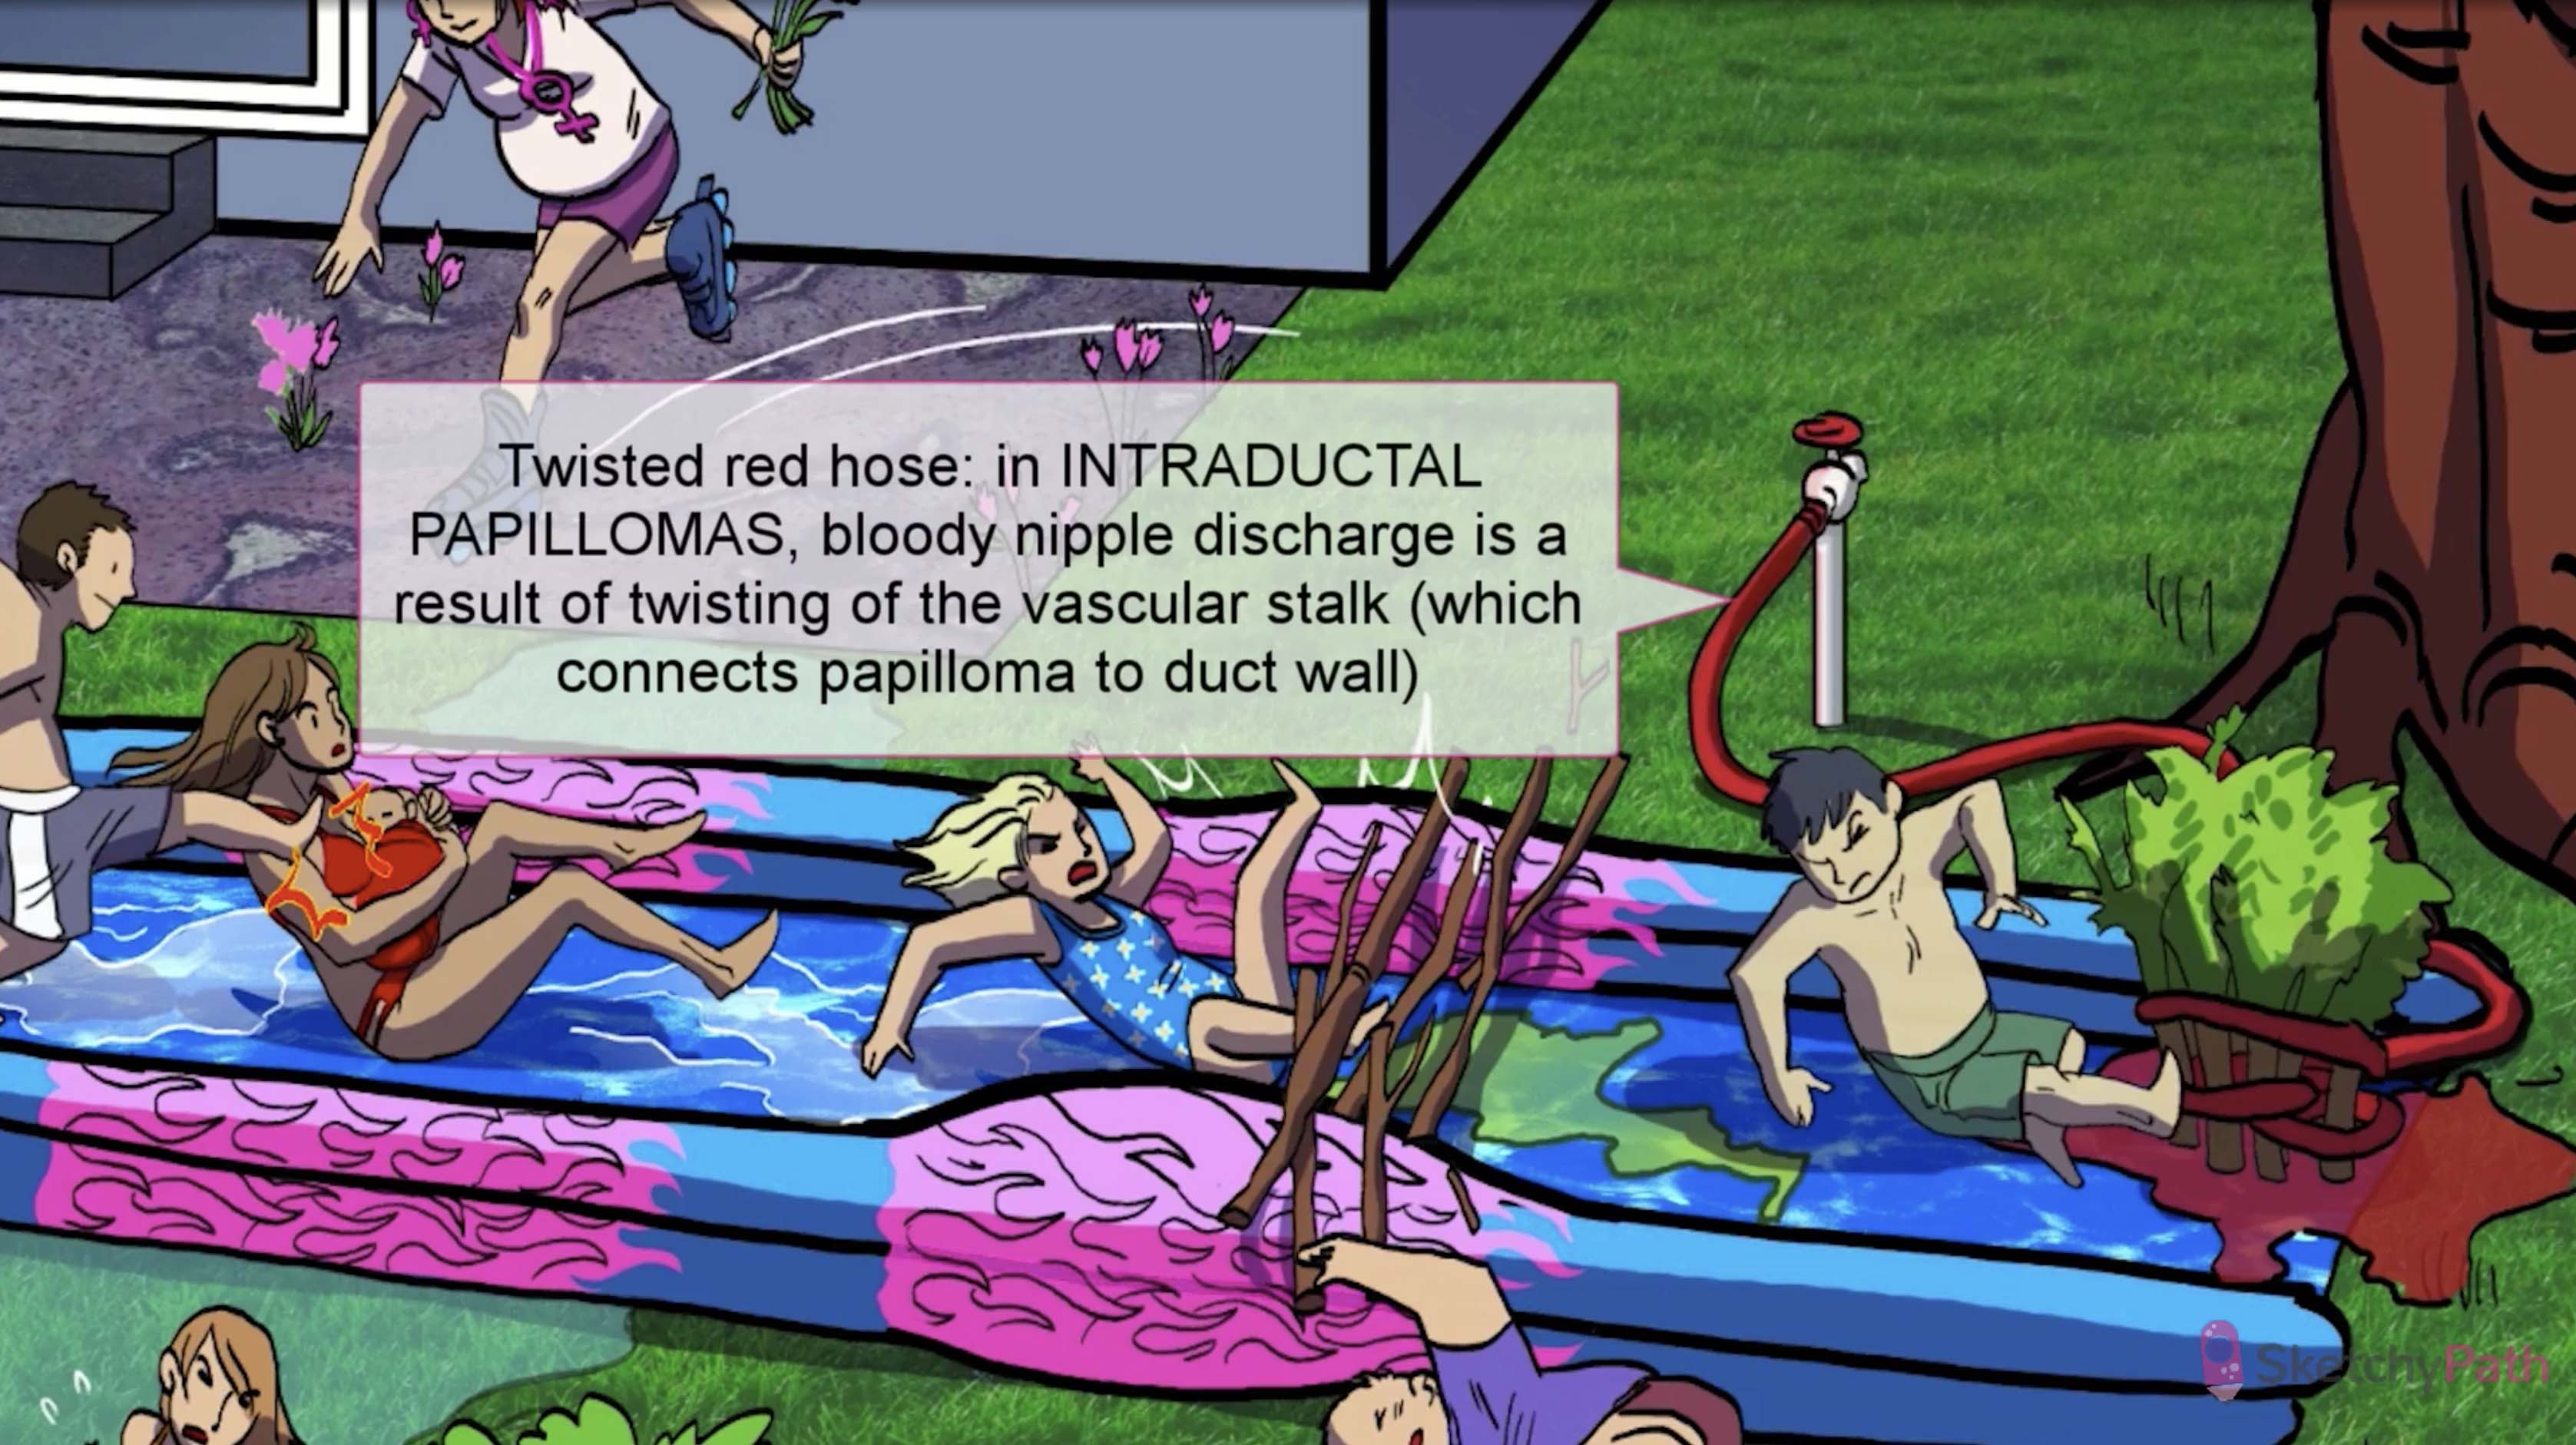 Twisted red hose: in INTRADUCTAL
PAPILLOMAS, bloody nipple discharge is a
result of twisting of the vascular stalk (which
connects papilloma to duct wall)
SketchyPath